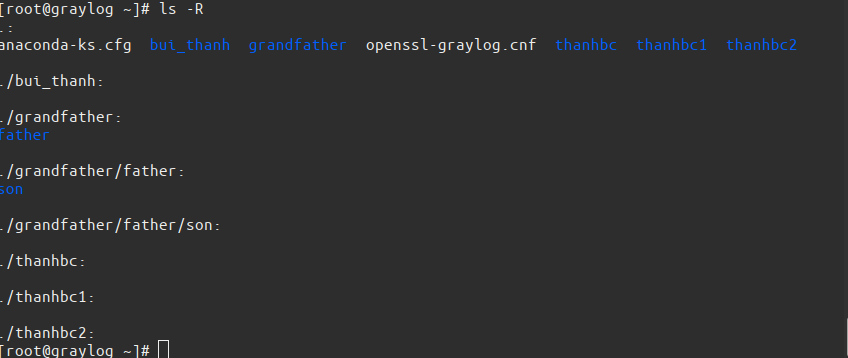 [root@graylog ~]# ls -R
.:
anaconda-ks.cfg  bui_thanh  grandfather  openssl-graylog.cnf  thanhbc  thanhbc1  thanhbc2
./bui_thanh:
./grandfather:
father
./grandfather/father:
son
./grandfather/father/son:
./thanhbc:
./thanhbc1:
./thanhbc2:
[root@graylog ~]#